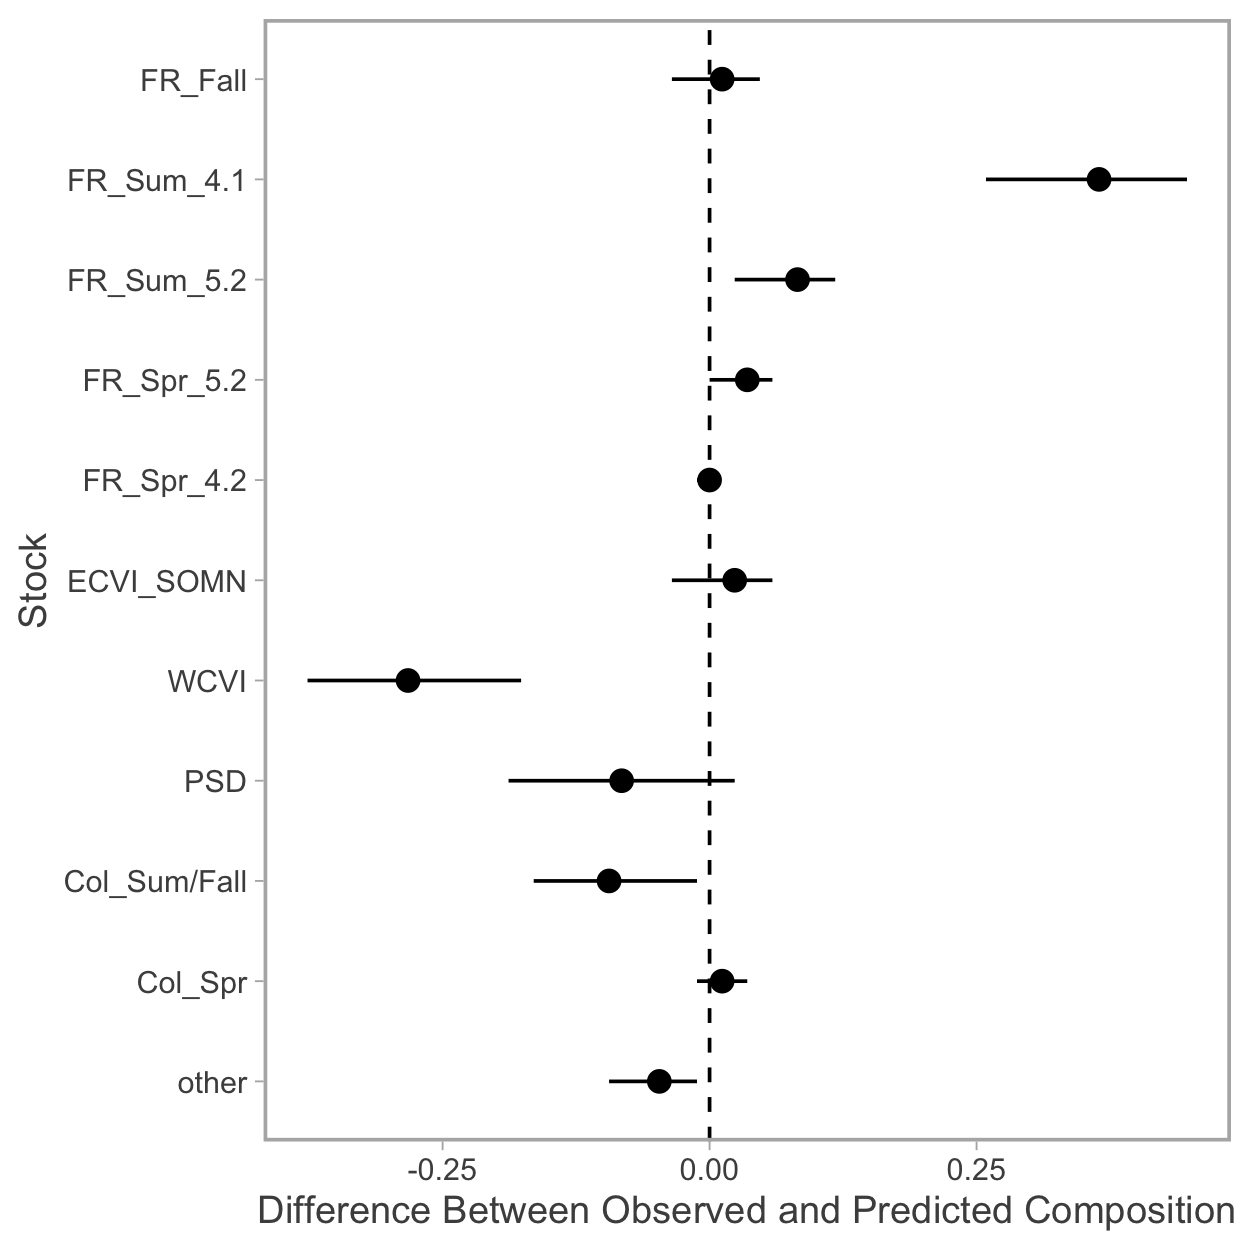 FR_Fall
FR_Sum_4.1
FR_Sum_5.2
FR_Spr_5.2
FR_Spr_4.2
ECVI_SOMN
WCVI
PSD
Col_Sum/Fall
Col_Spr
other
Stock
-0.25 0.00 0.25
Difference Between Observed and Predicted Composition